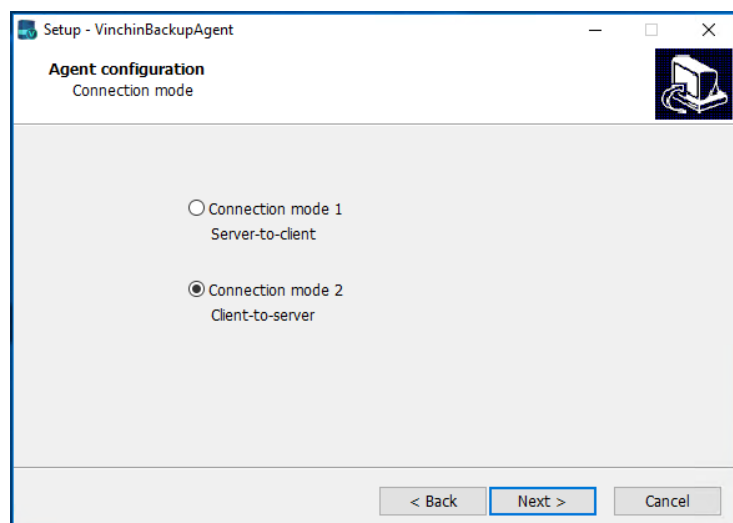 Setup - VinchinBackupAgent
Agent configuration
Connection mode
Connection mode 1
Server-to-client
Connection mode 2
Client-to-server
< Back Next > Cancel